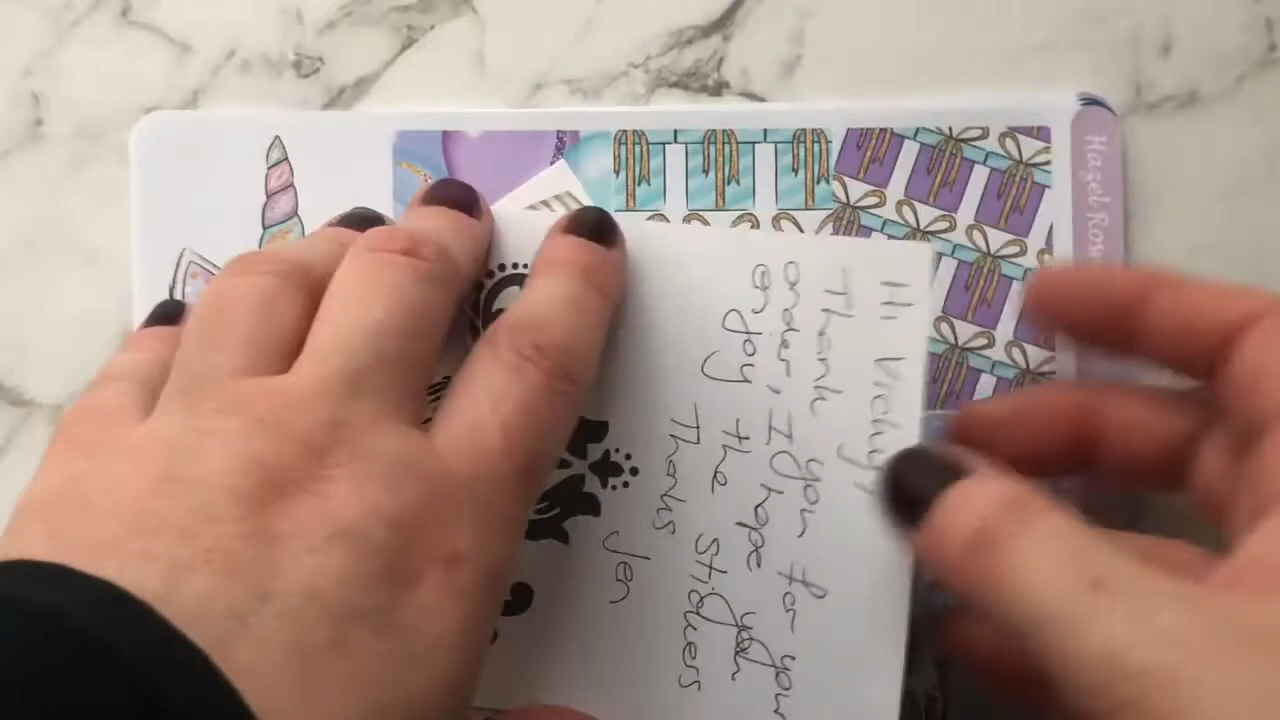 Hi Vicky,
Thank you for your
order, I hope you
enjoy the stickers
Thanks
Jen
Hazel Ros